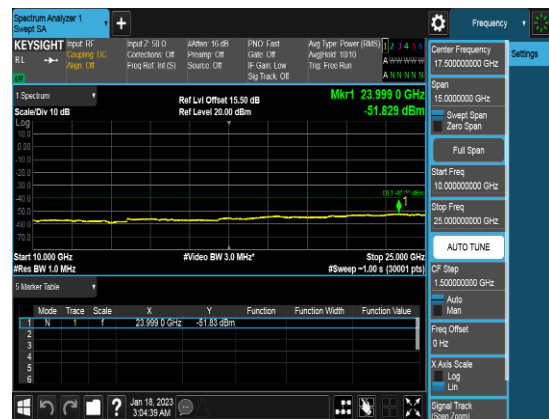 Spectrum Analyzer 1
Swept SA
Frequency
KEYSIGHT
RL
Input: RF
Coupling: DC
Align: Off
Input Z: 50 Ω
Corrections: Off
Freq Ref: Int (S)
#Atten: 16 dB
Preamp: Off
Source: Off
PNO: Fast
Gate: Off
IF Gain: Low
Sig Track: Off
Avg Type: Power (RMS)
Avg|Hold: 10/10
Trig: Free Run
1 2 3 4 5 6
A W W W W W
A N N N N N
1 Spectrum
Scale/Div 10 dB
Ref Lvl Offset 15.50 dB
Ref Level 20.00 dBm
Mkr1 23.999 0 GHz
-51.829 dBm
Log
10.0
0.00
-10.0
-20.0
-30.0
-40.0
-50.0
-60.0
-70.0
1
Start 10.000 GHz
#Res BW 1.0 MHz
#Video BW 3.0 MHz*
Stop 25.000 GHz
#Sweep ~1.00 s (30001 pts)
5 Marker Table
Mode Trace Scale X Y Function Function Width Function Value
1 N 1 f 23.999 0 GHz -51.83 dBm
2
3
4
5
6
Jan 18, 2023
3:04:39 AM
Center Frequency
17.500000000 GHz
Span
15.0000000 GHz
Swept Span
Zero Span
Full Span
Start Freq
10.000000000 GHz
Stop Freq
25.000000000 GHz
AUTO TUNE
CF Step
1.500000000 GHz
Auto
Man
Freq Offset
0 Hz
X Axis Scale
Log
Lin
Signal Track
(Span Zoom)
Settings